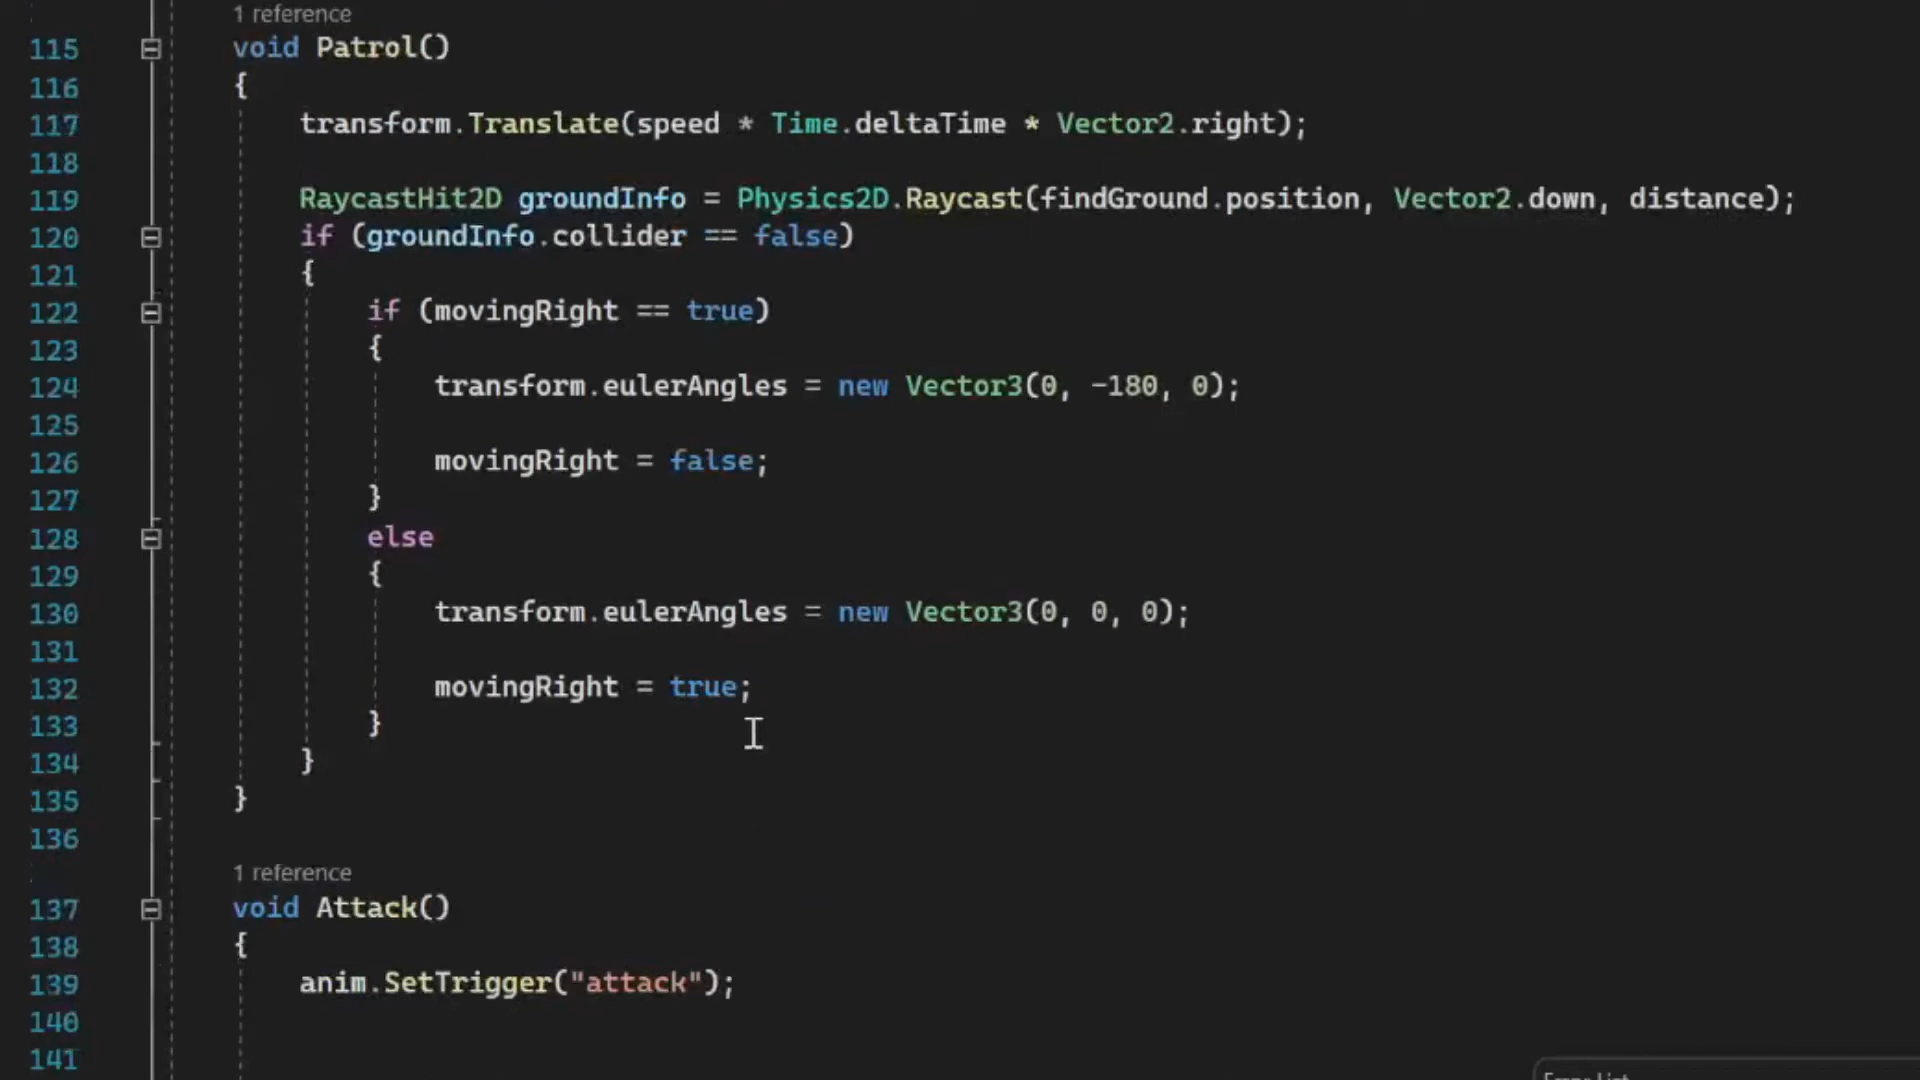 1 reference
115 void Patrol()
116 {
117 transform.Translate(speed * Time.deltaTime * Vector2.right);
118
119 RaycastHit2D groundInfo = Physics2D.Raycast(findGround.position, Vector2.down, distance);
120 if (groundInfo.collider == false)
121 {
122 if (movingRight == true)
123 {
124 transform.eulerAngles = new Vector3(0, -180, 0);
125
126 movingRight = false;
127 }
128 else
129 {
130 transform.eulerAngles = new Vector3(0, 0, 0);
131
132 movingRight = true;
133 }
134 }
135 }
136
1 reference
137 void Attack()
138 {
139 anim.SetTrigger("attack");
140
141
Error List